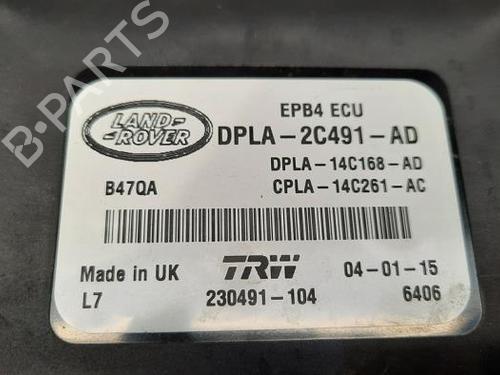 B-PARTS
LAND-
-ROVER
EPB4 ECU
DPLA-2C491-AD
DPLA-14C168-AD
B47QA
CPLA-14C261-AC
Made in UK TRW 04-01-15
L7 230491-104 6406